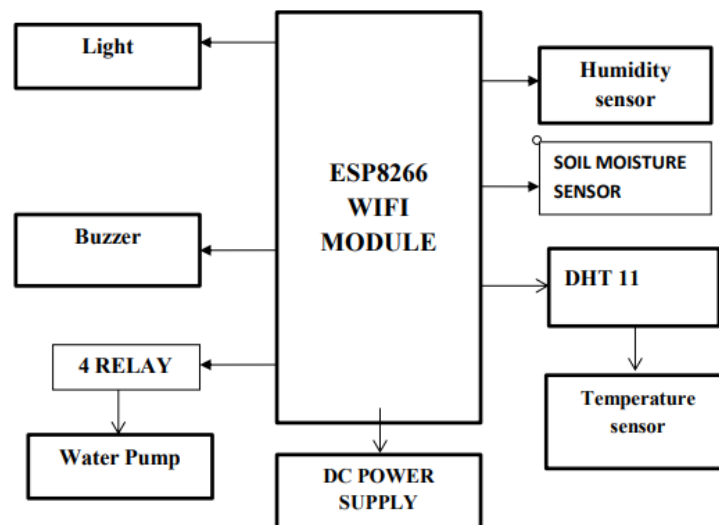 Light
Humidity
sensor
ESP8266
WIFI
MODULE
SOIL MOISTURE
SENSOR
Buzzer
DHT 11
4 RELAY
Temperature
sensor
Water Pump
DC POWER
SUPPLY